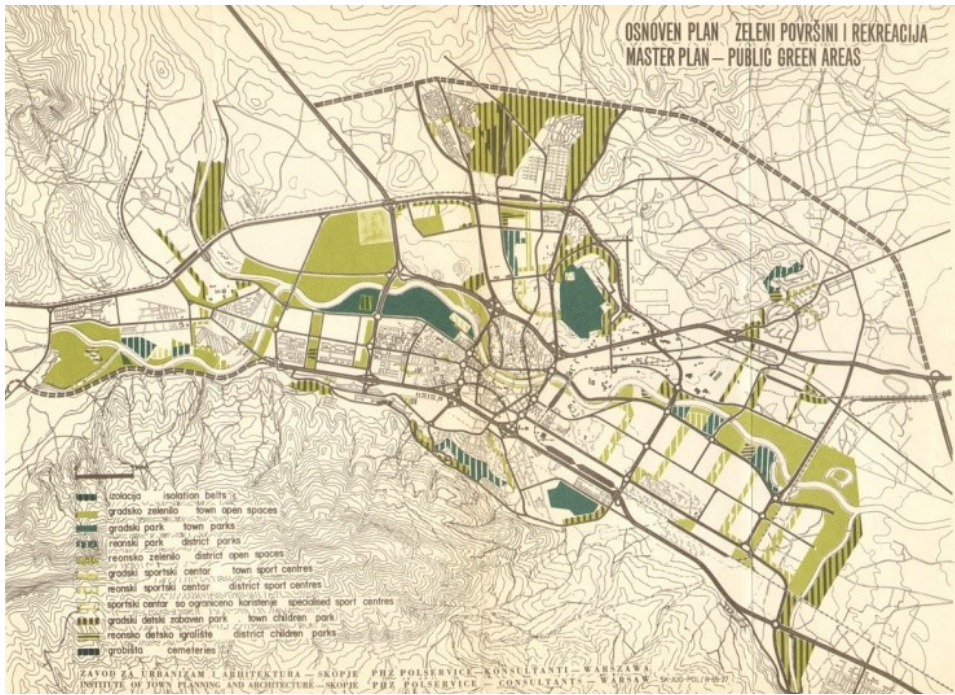 OSNOVEN PLAN ZELENI POVRŠINI I REKREACIJA
MASTER PLAN – PUBLIC GREEN AREAS
izolacija isolation belts
gradsko zelenilo town open spaces
gradski park town parks
reonski park district parks
reonsko zelenilo district open spaces
gradski sportski centar town sport centres
reonski sportski centar district sport centres
sportski centar so ograniceno koristenje specialised sport centres
gradski detski zabaven park town children park
reonsko detsko igralište district children parks
grobišta cemeteries
ZAVOD ZA URBANIZAM I ARHITEKTURA – SKOPJE PHZ POLSERVICE – KONSULTANTI – WARSZAWA
INSTITUTE OF TOWN PLANNING AND ARCHITECTURE – SKOPJE PHZ POLSERVICE – CONSULTANTS – WARSAW